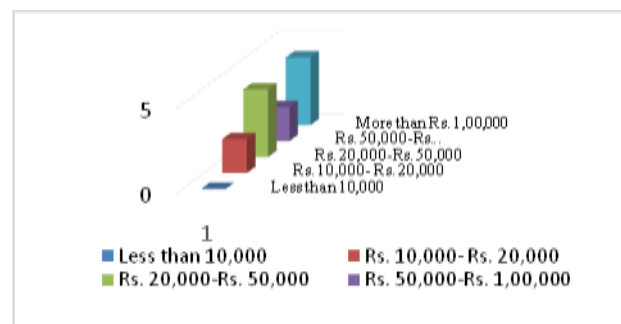 5
0
1
More than Rs. 1,00,000
Rs. 50,000-Rs...
Rs. 20,000-Rs. 50,000
Rs. 10,000- Rs. 20,000
Less than 10,000
Less than 10,000 Rs. 10,000- Rs. 20,000
Rs. 20,000-Rs. 50,000 Rs. 50,000-Rs. 1,00,000